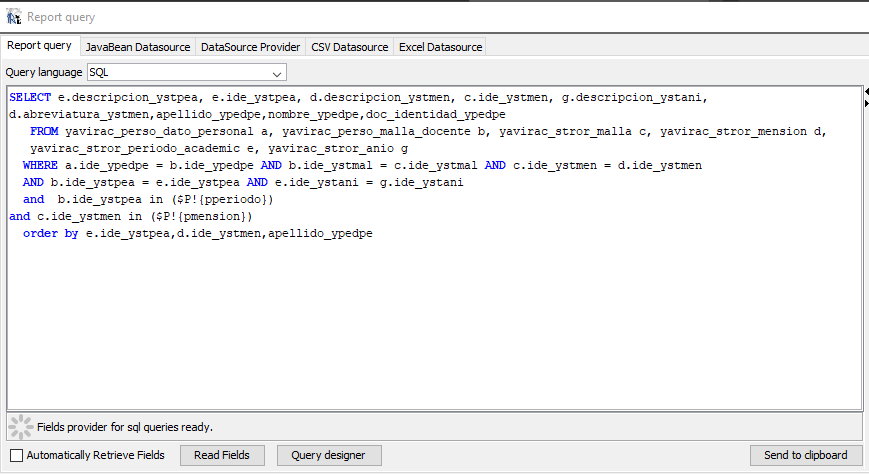 Report query
Report query JavaBean Datasource DataSource Provider CSV Datasource Excel Datasource
Query language SQL
SELECT e.descripcion_ystpea, e.ide_ystpea, d.descripcion_ystmen, c.ide_ystmen, g.descripcion_ystani,
d.abreviatura_ystmen,apellido_ypedpe,nombre_ypedpe,doc_identidad_ypedpe
FROM yavirac_perso_dato_personal a, yavirac_perso_malla_docente b, yavirac_stror_malla c, yavirac_stror_mension d,
yavirac_stror_periodo_academic e, yavirac_stror_anio g
WHERE a.ide_ypedpe = b.ide_ypedpe AND b.ide_ystmal = c.ide_ystmal AND c.ide_ystmen = d.ide_ystmen
AND b.ide_ystpea = e.ide_ystpea AND e.ide_ystani = g.ide_ystani
and b.ide_ystpea in ($P!{pperiodo})
and c.ide_ystmen in ($P!{pmension})
order by e.ide_ystpea,d.ide_ystmen,apellido_ypedpe
Fields provider for sql queries ready.
Automatically Retrieve Fields Read Fields Query designer Send to clipboard